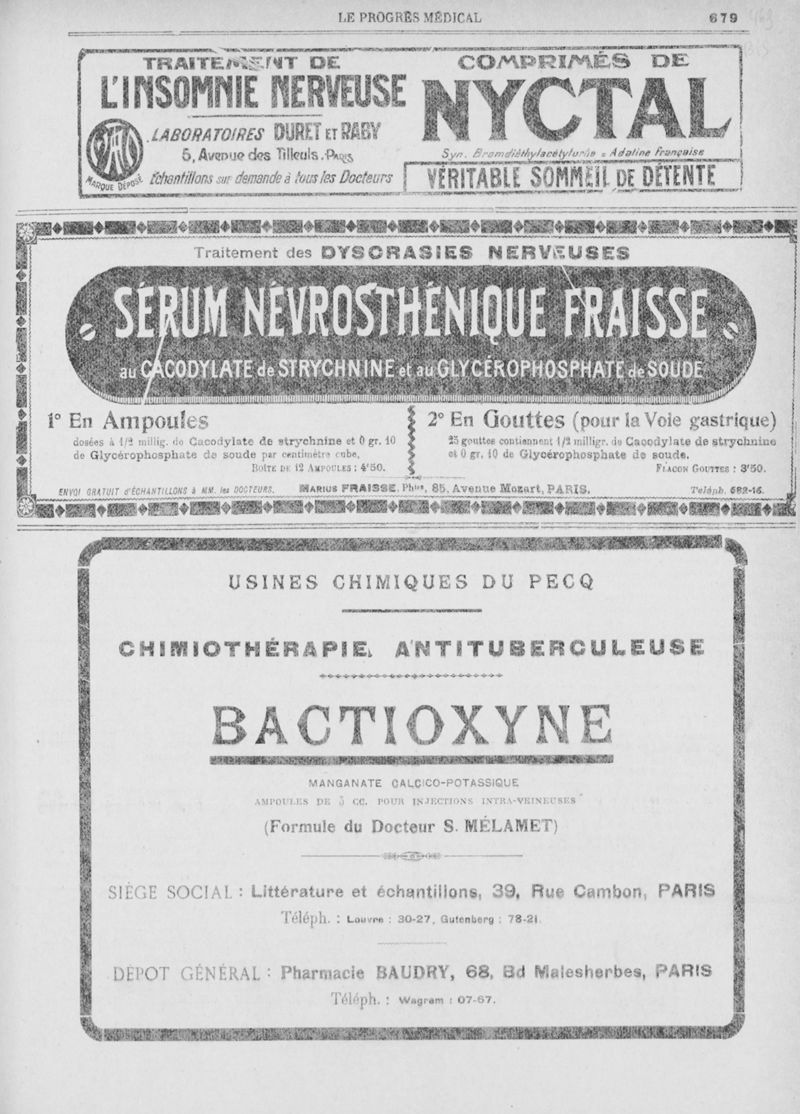 LE PROGRÈS MÉDICAL
679
TRAITEMENT DE
L'INSOMNIE NERVEUSE
LABORATOIRES DURET ET RABY
5, Avenue des Tilleuls. PARIS
MARQUE DÉPOSÉE
Échantillons sur demande à tous les Docteurs
COMPRIMÉS DE
NYCTAL
Syn. Bromdiéthylacétylurée = Adaline Française
VÉRITABLE SOMMEIL DE DÉTENTE
Traitement des DYSCRASIES NERVEUSES
SÉRUM NÉVROSTHÉNIQUE FRAISSE
au CACODYLATE de STRYCHNINE et au GLYCÉROPHOSPHATE de SOUDE
1° En Ampoules
dosées à 1/2 millig. de Cacodylate de strychnine et 0 gr. 10
de Glycérophosphate de soude par centimètre cube.
BOÎTE DE 12 AMPOULES : 4'50.
2° En Gouttes (pour la Voie gastrique)
25 gouttes contiennent 1/2 milligr. de Cacodylate de strychnine
et 0 gr. 10 de Glycérophosphate de soude.
FLACON GOUTTES : 3'50.
ENVOI GRATUIT d'ÉCHANTILLONS à MM. les DOCTEURS.
MARIUS FRAISSE, Phien, 85, Avenue Mozart, PARIS.
Téléph. 682-16.
USINES CHIMIQUES DU PECQ
CHIMIOTHÉRAPIE ANTITUBERCULEUSE
BACTIOXYNE
MANGANATE CALCICO-POTASSIQUE
AMPOULES DE 5 CC. POUR INJECTIONS INTRA-VEINEUSES
(Formule du Docteur S. MÉLAMET)
SIÈGE SOCIAL : Littérature et échantillons, 39, Rue Cambon, PARIS
Téléph. : Louvre : 30-27, Gutenberg : 78-21.
DÉPOT GÉNÉRAL : Pharmacie BAUDRY, 68, Bd Malesherbes, PARIS
Téléph. : Wagram : 07-67.